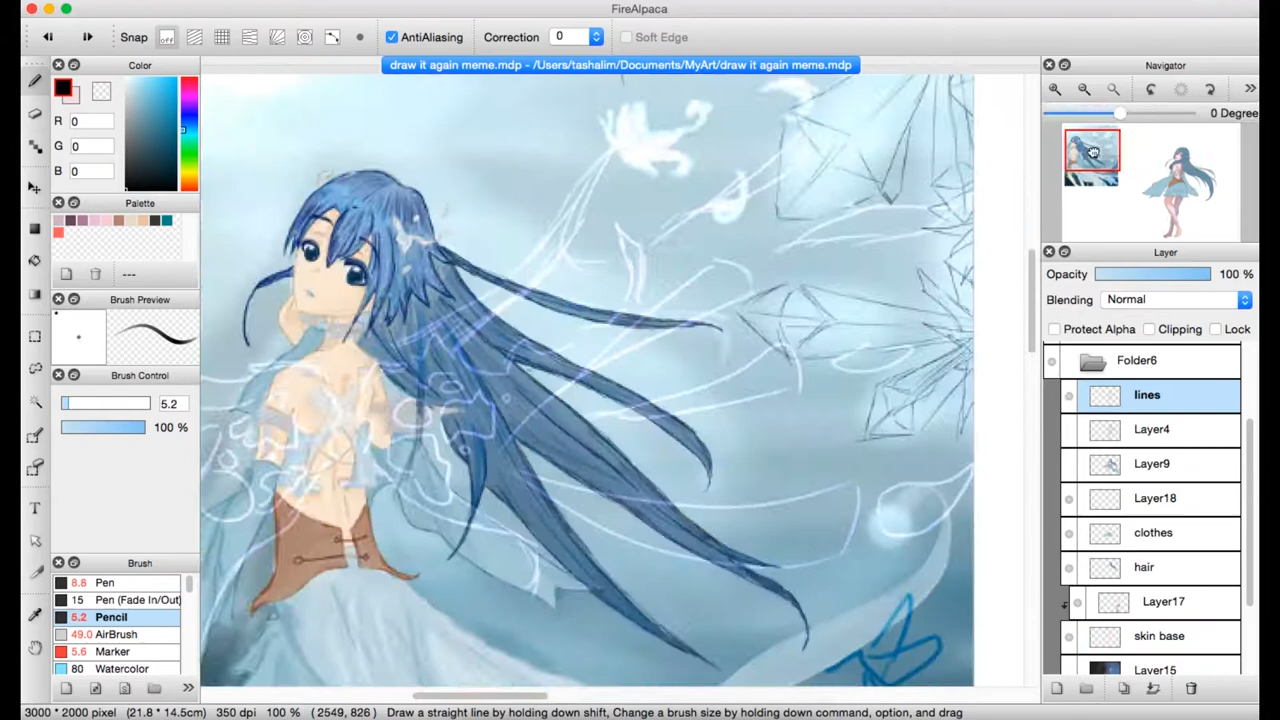 FireAlpaca
Snap off AntiAliasing Correction 0 Soft Edge
draw it again meme.mdp - /Users/tashalim/Documents/MyArt/draw it again meme.mdp
Color
R 0
G 0
B 0
Palette
---
Brush Preview
Brush Control
5.2
100 %
Brush
8.8 Pen
15 Pen (Fade In/Out)
5.2 Pencil
49.0 AirBrush
5.6 Marker
80 Watercolor
T
Navigator
0 Degree
Layer
Opacity 100 %
Blending Normal
Protect Alpha Clipping Lock
Folder6
lines
Layer4
Layer9
Layer18
clothes
hair
Layer17
skin base
Layer15
3000 * 2000 pixel (21.8 * 14.5cm) 350 dpi 100 % ( 2549, 826 ) Draw a straight line by holding down shift, Change a brush size by holding down command, option, and drag